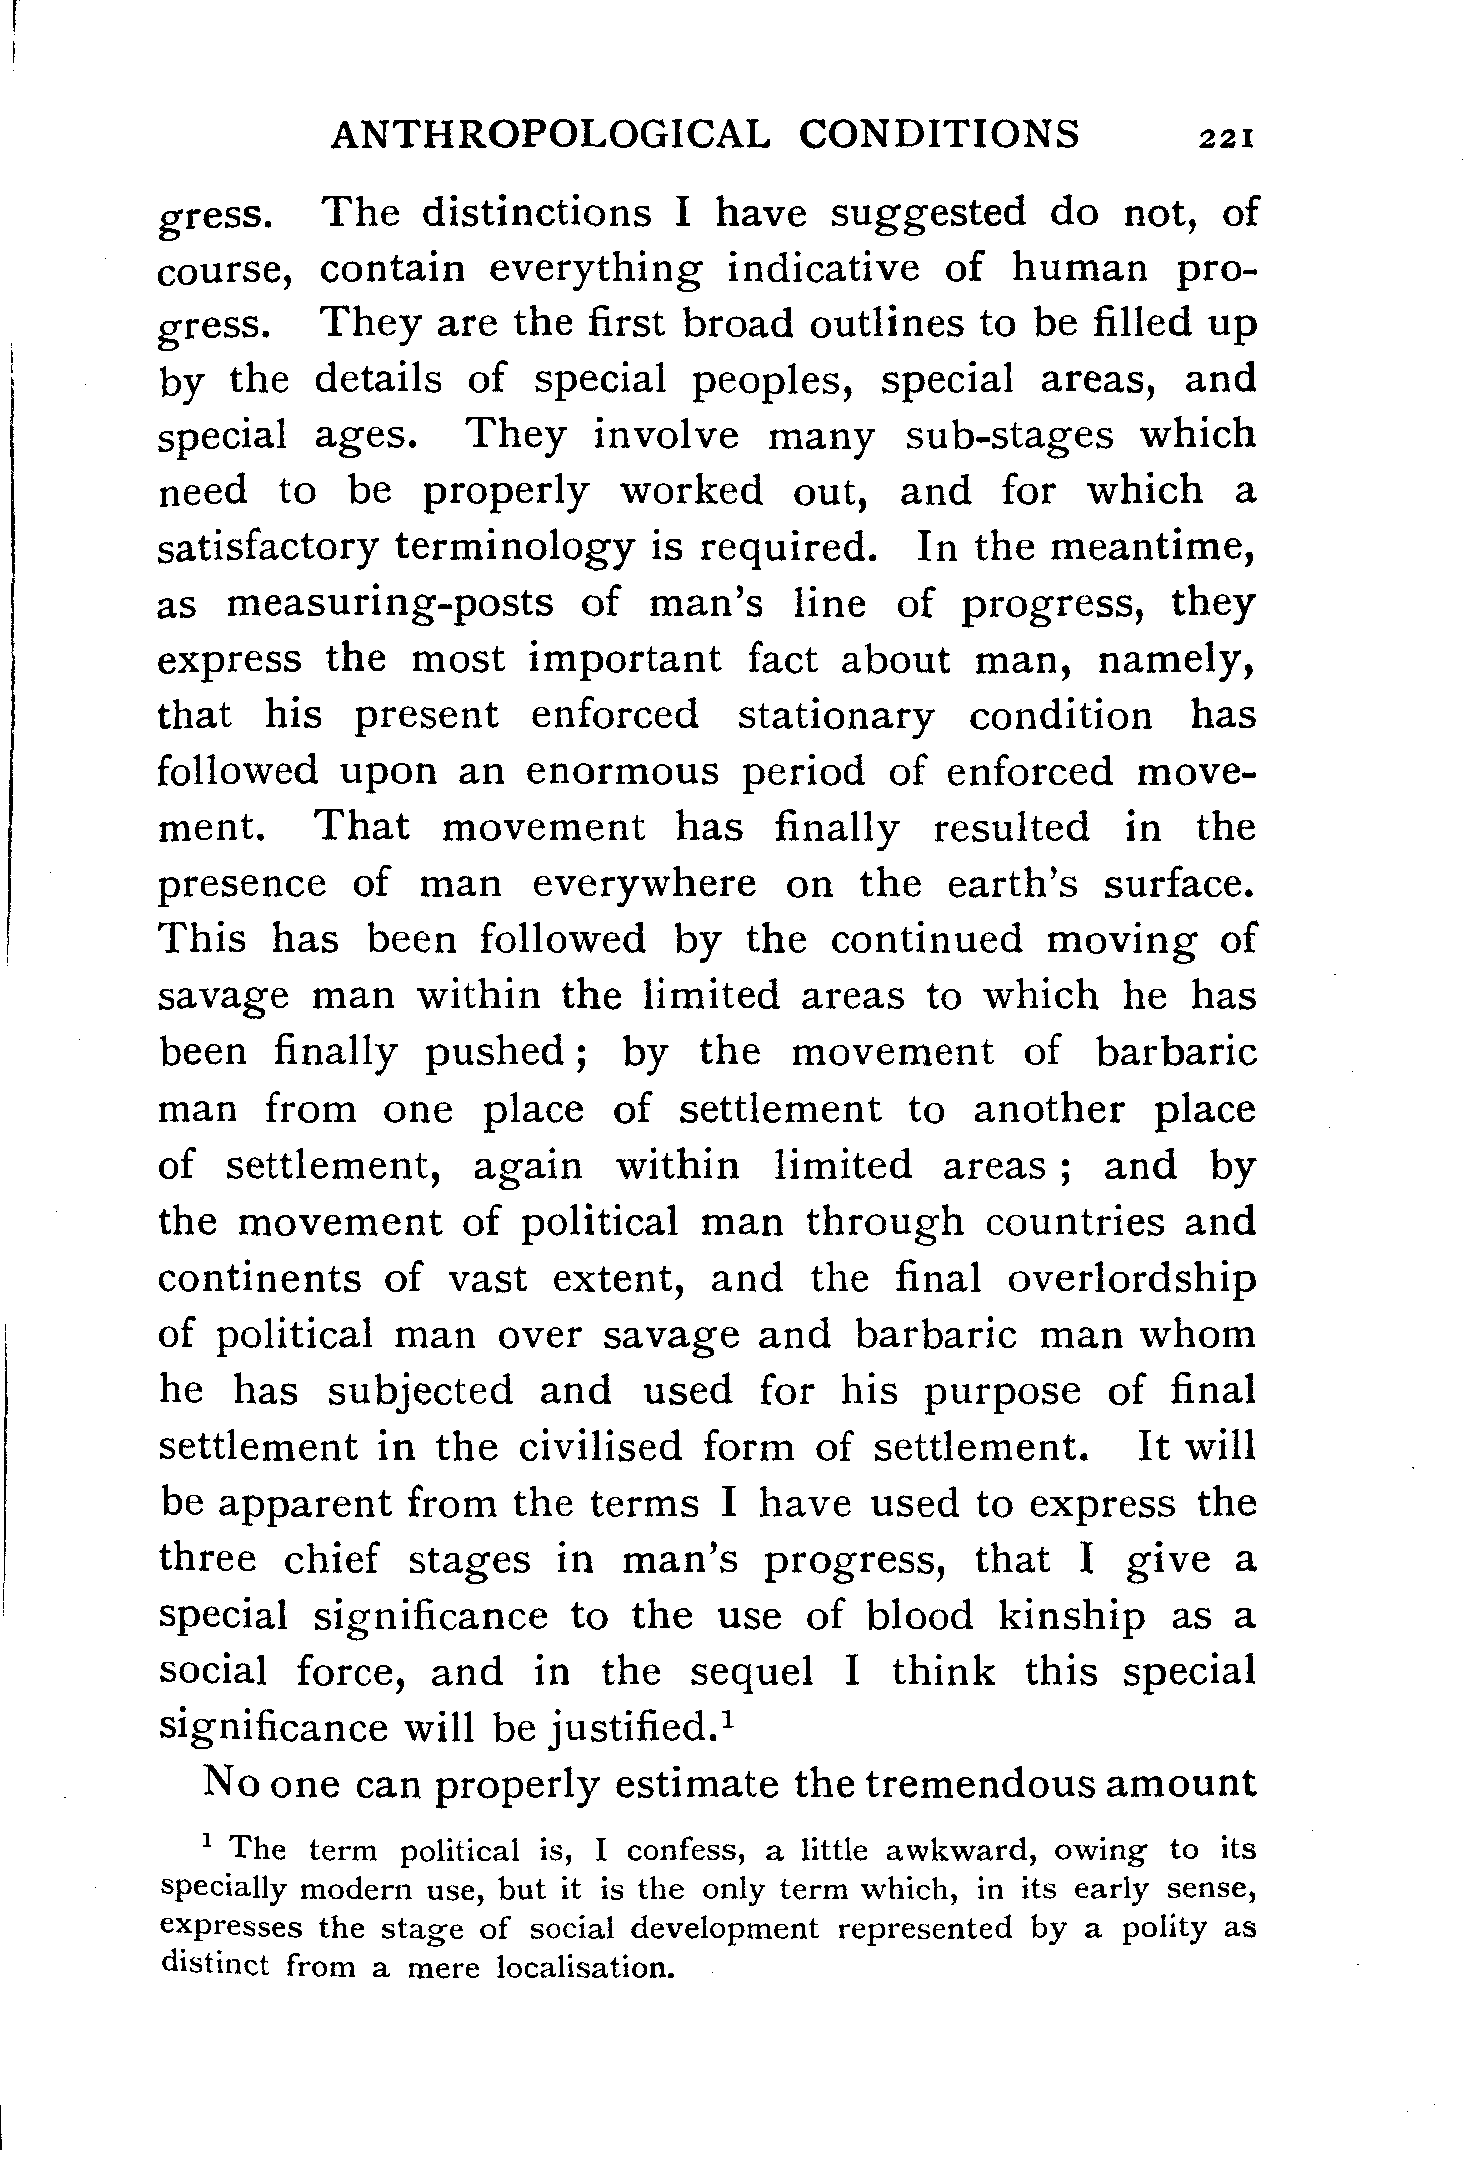 ANTHROPOLOGICAL CONDITIONS 221
gress. The distinctions I have suggested do not, of
course, contain everything indicative of human pro-
gress. They are the first broad outlines to be filled up
by the details of special peoples, special areas, and
special ages. They involve many sub-stages which
need to be properly worked out, and for which a
satisfactory terminology is required. In the meantime,
as measuring-posts of man's line of progress, they
express the most important fact about man, namely,
that his present enforced stationary condition has
followed upon an enormous period of enforced move-
ment. That movement has finally resulted in the
presence of man everywhere on the earth's surface.
This has been followed by the continued moving of
savage man within the limited areas to which he has
been finally pushed; by the movement of barbaric
man from one place of settlement to another place
of settlement, again within limited areas; and by
the movement of political man through countries and
continents of vast extent, and the final overlordship
of political man over savage and barbaric man whom
he has subjected and used for his purpose of final
settlement in the civilised form of settlement. It will
be apparent from the terms I have used to express the
three chief stages in man's progress, that I give a
special significance to the use of blood kinship as a
social force, and in the sequel I think this special
significance will be justified.¹
No one can properly estimate the tremendous amount
¹ The term political is, I confess, a little awkward, owing to its
specially modern use, but it is the only term which, in its early sense,
expresses the stage of social development represented by a polity as
distinct from a mere localisation.